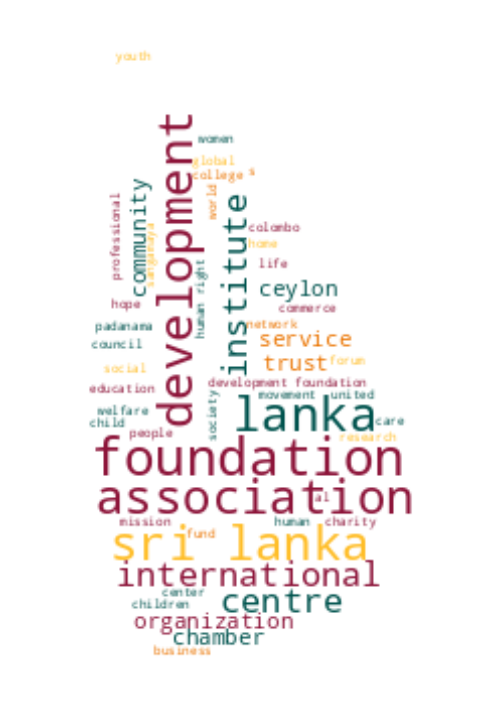 youth
development
women
global
college
s
world
community
professional
sangamaya
institute
colombo
home
life
human right
ceylon
hope
commerce
padanama
network
council
service
trust
forum
social
development foundation
education
movement
united
society
lanka
welfare
care
child
people
research
foundation
association
al
mission
human
charity
sri lanka
fund
international
center
centre
children
organization
chamber
business